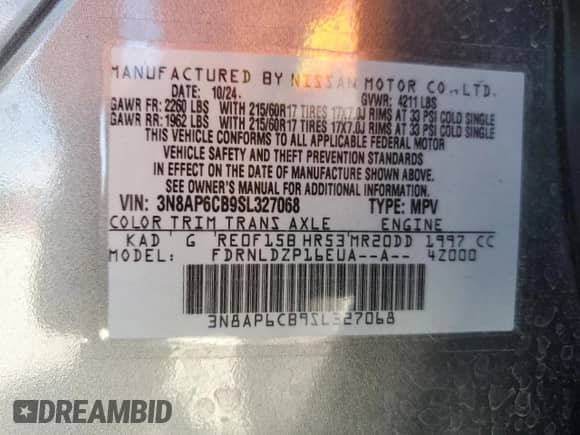 MANUFACTURED BY NISSAN MOTOR CO.,LTD.
DATE: 10/24. GVWR: 4211 LBS
GAWR FR: 2260 LBS WITH 215/60R17 TIRES 17X7.0J RIMS AT 33 PSI COLD SINGLE
GAWR RR: 1962 LBS WITH 215/60R17 TIRES 17X7.0J RIMS AT 33 PSI COLD SINGLE
THIS VEHICLE CONFORMS TO ALL APPLICABLE FEDERAL MOTOR
VEHICLE SAFETY AND THEFT PREVENTION STANDARDS
IN EFFECT ON THE DATE OF MANUFACTURE SHOWN ABOVE.
SEE OWNER'S MANUAL FOR ADDITIONAL INFORMATION.
VIN: 3N8AP6CB9SL327068 TYPE: MPV
COLOR TRIM TRANS AXLE ENGINE
KAD G RE0F15B HR53 MR20DD 1997 CC
MODEL: FDRNLDZP16EUA--A-- 4Z000
3N8AP6CB9SL327068
DREAMBID